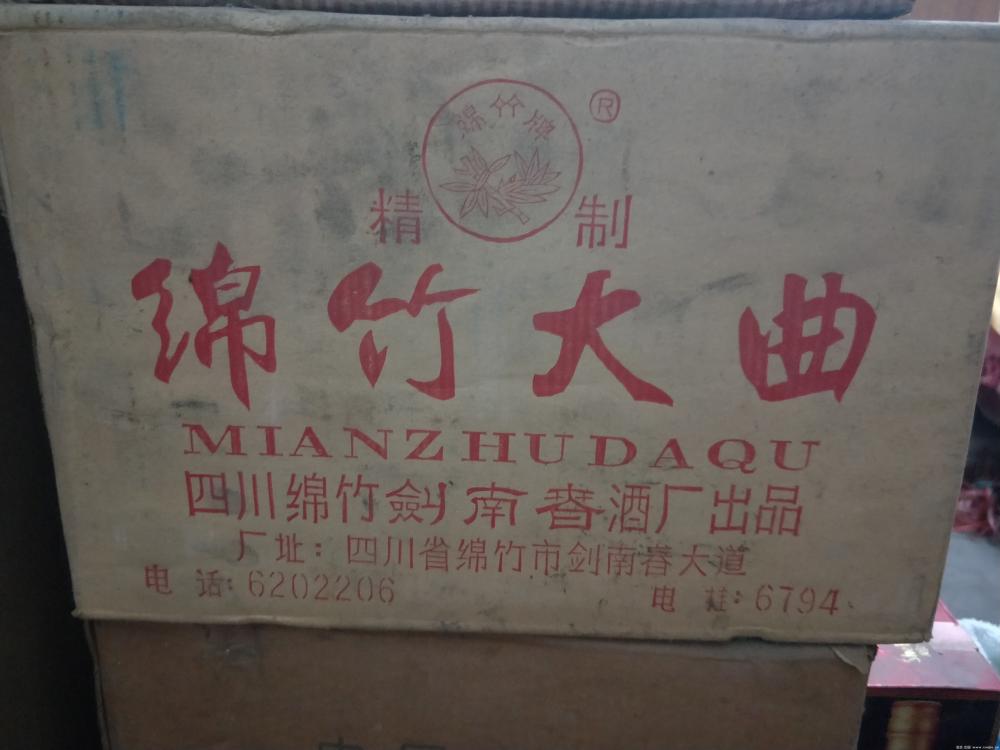 绵竹牌
®
精制
绵竹大曲
MIANZHUDAQU
四川绵竹剑南春酒厂出品
厂址：四川省绵竹市剑南春大道
电话：6202206 电挂：6794